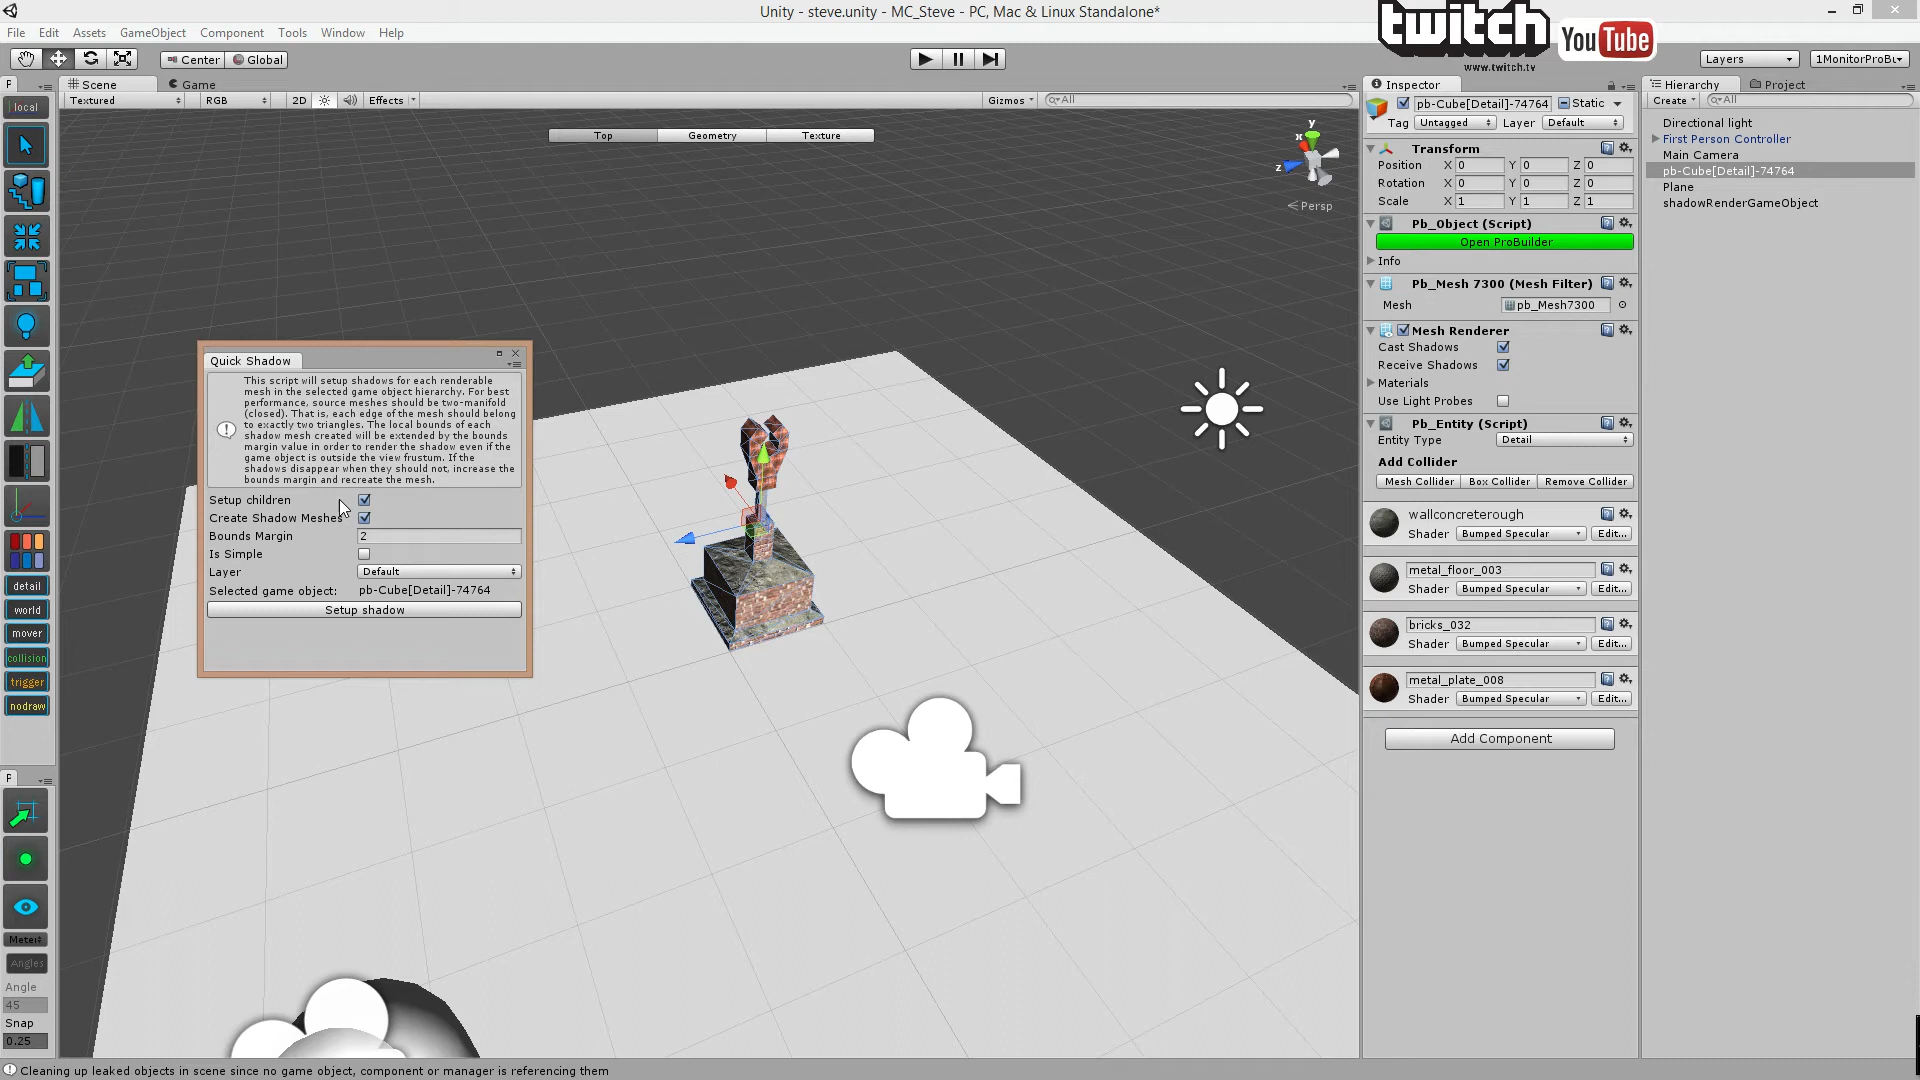 Unity - steve.unity - MC_Steve - PC, Mac & Linux Standalone*
twitch
YouTube
www.twitch.tv
File Edit Assets GameObject Component Tools Window Help
Center Global
Layers
1MonitorProBu
P
Scene Game
Textured RGB 2D Effects Gizmos All
Top Geometry Texture
y
x
z
Persp
local
detail
world
mover
collision
trigger
nodraw
P
Meter
Angles
Angle
45
Snap
0.25
Quick Shadow
This script will setup shadows for each renderable
mesh in the selected game object hierarchy. For best
performance, source meshes should be two-manifold
(closed). That is, each edge of the mesh should belong
to exactly two triangles. The local bounds of each
shadow mesh created will be extended by the bounds
margin value in order to render the shadow even if the
game object is outside the view frustum. If the
shadows disappear when they should not, increase the
bounds margin and recreate the mesh.
Setup children
Create Shadow Meshes
Bounds Margin 2
Is Simple
Layer Default
Selected game object: pb-Cube[Detail]-74764
Setup shadow
Inspector
pb-Cube[Detail]-74764 Static
Tag Untagged Layer Default
Transform
Position X 0 Y 0 Z 0
Rotation X 0 Y 0 Z 0
Scale X 1 Y 1 Z 1
Pb_Object (Script)
Open ProBuilder
Info
Pb_Mesh 7300 (Mesh Filter)
Mesh pb_Mesh7300
Mesh Renderer
Cast Shadows
Receive Shadows
Materials
Use Light Probes
Pb_Entity (Script)
Entity Type Detail
Add Collider
Mesh Collider Box Collider Remove Collider
wallconcreterough
Shader Bumped Specular Edit...
metal_floor_003
Shader Bumped Specular Edit...
bricks_032
Shader Bumped Specular Edit...
metal_plate_008
Shader Bumped Specular Edit...
Add Component
Hierarchy Project
Create All
Directional light
First Person Controller
Main Camera
pb-Cube[Detail]-74764
Plane
shadowRenderGameObject
Cleaning up leaked objects in scene since no game object, component or manager is referencing them